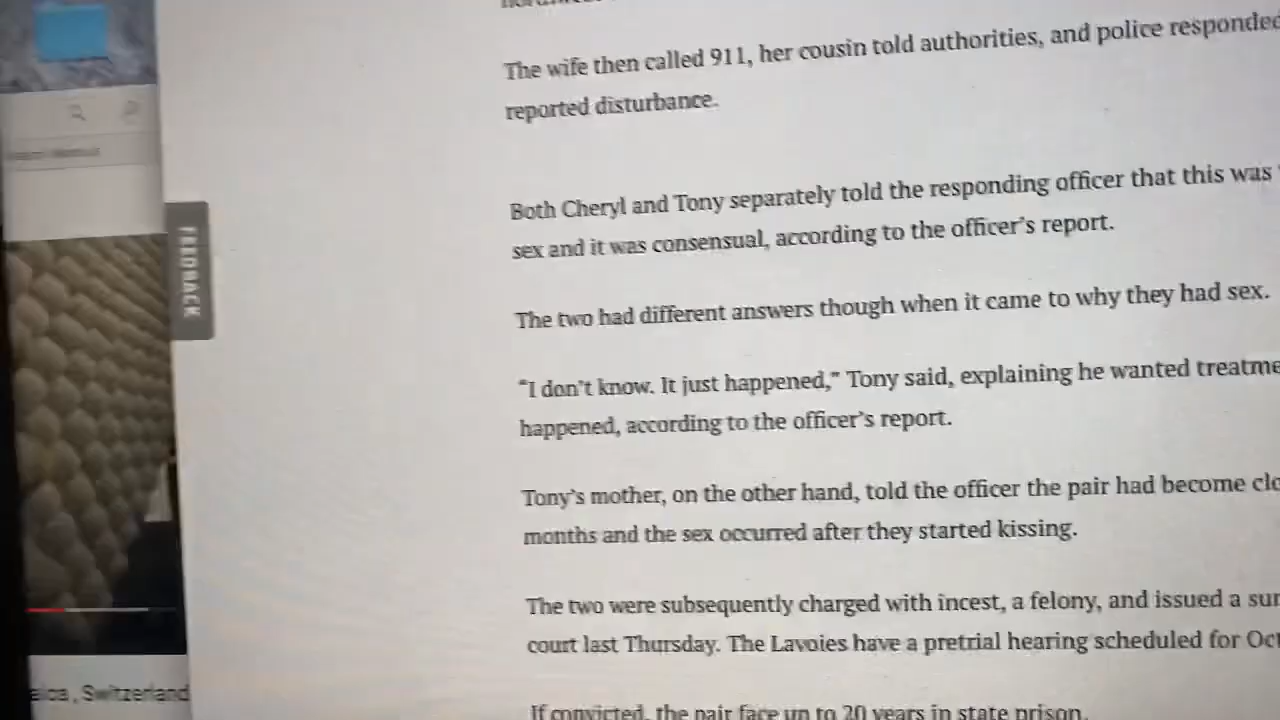 The wife then called 911, her cousin told authorities, and police responded
reported disturbance.
Both Cheryl and Tony separately told the responding officer that this was
sex and it was consensual, according to the officer's report.
The two had different answers though when it came to why they had sex.
"I don't know. It just happened," Tony said, explaining he wanted treatme
happened, according to the officer's report.
Tony's mother, on the other hand, told the officer the pair had become clo
months and the sex occurred after they started kissing.
The two were subsequently charged with incest, a felony, and issued a sum
court last Thursday. The Lavoies have a pretrial hearing scheduled for Oct
If convicted, the pair face up to 20 years in state prison.
FEEDBACK
Switzerland